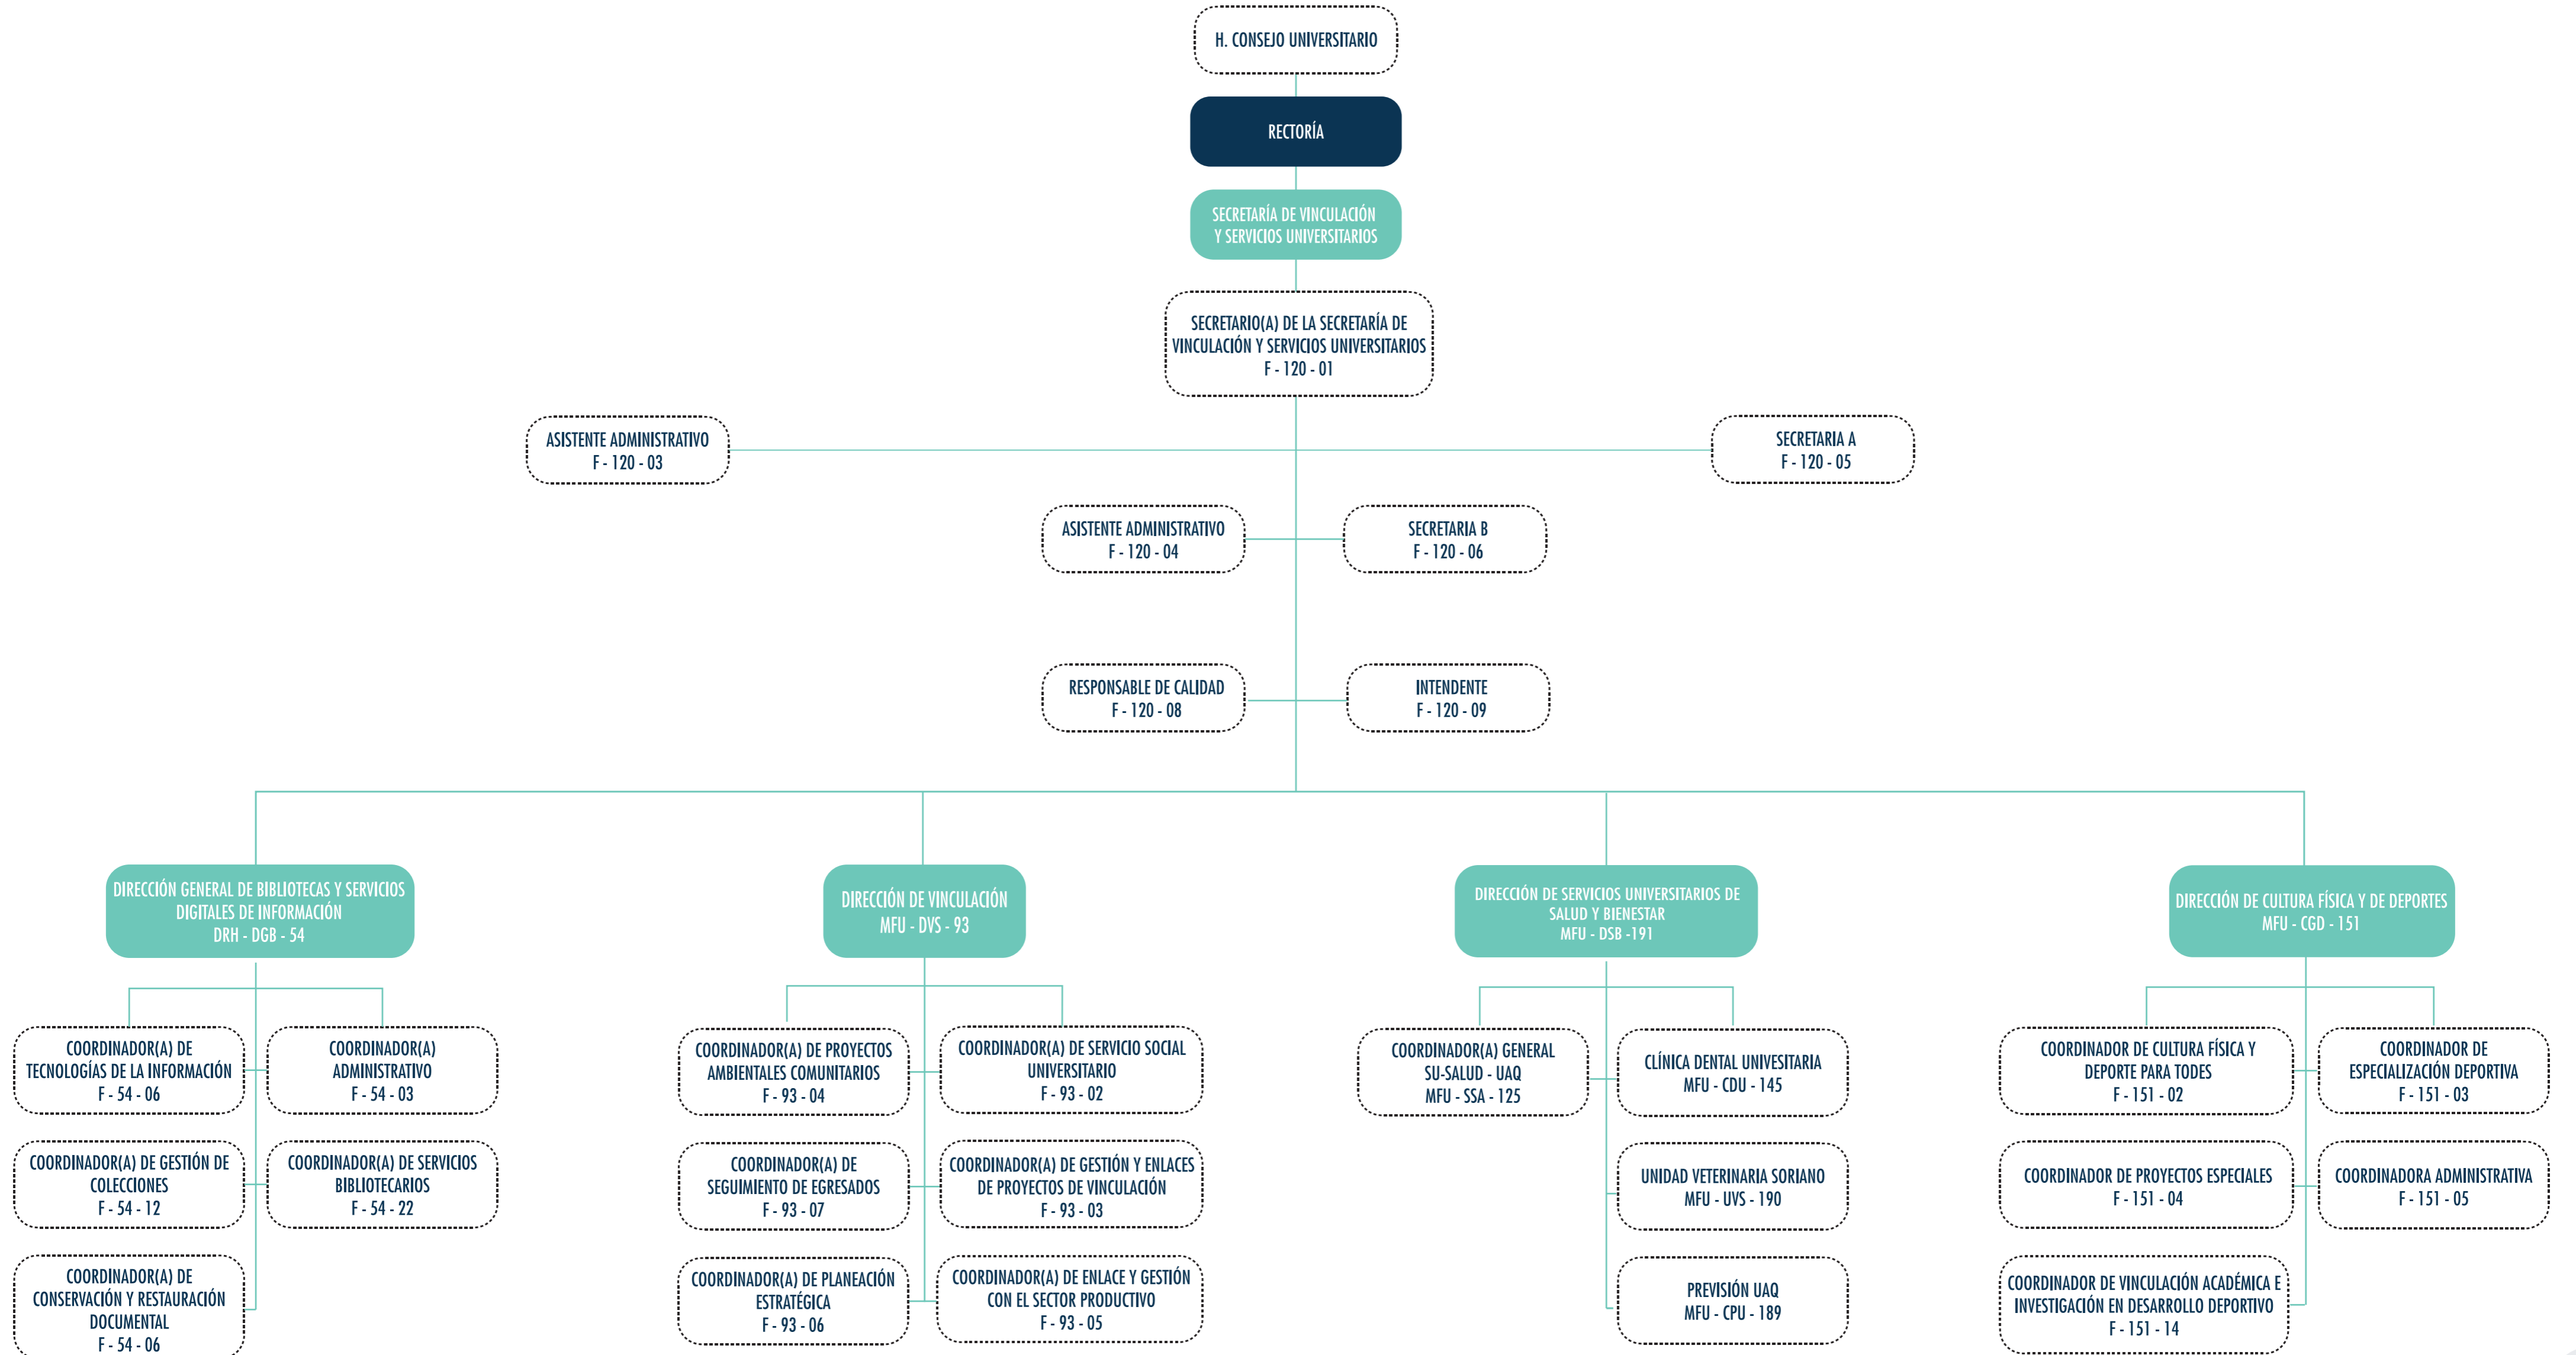 H. CONSEJO UNIVERSITARIO
RECTORÍA
SECRETARÍA DE VINCULACIÓN
Y SERVICIOS UNIVERSITARIOS
SECRETARIO(A) DE LA SECRETARÍA DE
VINCULACIÓN Y SERVICIOS UNIVERSITARIOS
F - 120 - 01
ASISTENTE ADMINISTRATIVO
F - 120 - 03
SECRETARIA A
F - 120 - 05
ASISTENTE ADMINISTRATIVO
F - 120 - 04
SECRETARIA B
F - 120 - 06
RESPONSABLE DE CALIDAD
F - 120 - 08
INTENDENTE
F - 120 - 09
DIRECCIÓN GENERAL DE BIBLIOTECAS Y SERVICIOS
DIGITALES DE INFORMACIÓN
DRH - DGB - 54
DIRECCIÓN DE VINCULACIÓN
MFU - DVS - 93
DIRECCIÓN DE SERVICIOS UNIVERSITARIOS DE
SALUD Y BIENESTAR
MFU - DSB -191
DIRECCIÓN DE CULTURA FÍSICA Y DE DEPORTES
MFU - CGD - 151
COORDINADOR(A) DE
TECNOLOGÍAS DE LA INFORMACIÓN
F - 54 - 06
COORDINADOR(A)
ADMINISTRATIVO
F - 54 - 03
COORDINADOR(A) DE GESTIÓN DE
COLECCIONES
F - 54 - 12
COORDINADOR(A) DE SERVICIOS
BIBLIOTECARIOS
F - 54 - 22
COORDINADOR(A) DE
CONSERVACIÓN Y RESTAURACIÓN
DOCUMENTAL
F - 54 - 06
COORDINADOR(A) DE PROYECTOS
AMBIENTALES COMUNITARIOS
F - 93 - 04
COORDINADOR(A) DE SERVICIO SOCIAL
UNIVERSITARIO
F - 93 - 02
COORDINADOR(A) DE
SEGUIMIENTO DE EGRESADOS
F - 93 - 07
COORDINADOR(A) DE GESTIÓN Y ENLACES
DE PROYECTOS DE VINCULACIÓN
F - 93 - 03
COORDINADOR(A) DE PLANEACIÓN
ESTRATÉGICA
F - 93 - 06
COORDINADOR(A) DE ENLACE Y GESTIÓN
CON EL SECTOR PRODUCTIVO
F - 93 - 05
COORDINADOR(A) GENERAL
SU-SALUD - UAQ
MFU - SSA - 125
CLÍNICA DENTAL UNIVESITARIA
MFU - CDU - 145
UNIDAD VETERINARIA SORIANO
MFU - UVS - 190
PREVISIÓN UAQ
MFU - CPU - 189
COORDINADOR DE CULTURA FÍSICA Y
DEPORTE PARA TODES
F - 151 - 02
COORDINADOR DE
ESPECIALIZACIÓN DEPORTIVA
F - 151 - 03
COORDINADOR DE PROYECTOS ESPECIALES
F - 151 - 04
COORDINADORA ADMINISTRATIVA
F - 151 - 05
COORDINADOR DE VINCULACIÓN ACADÉMICA E
INVESTIGACIÓN EN DESARROLLO DEPORTIVO
F - 151 - 14